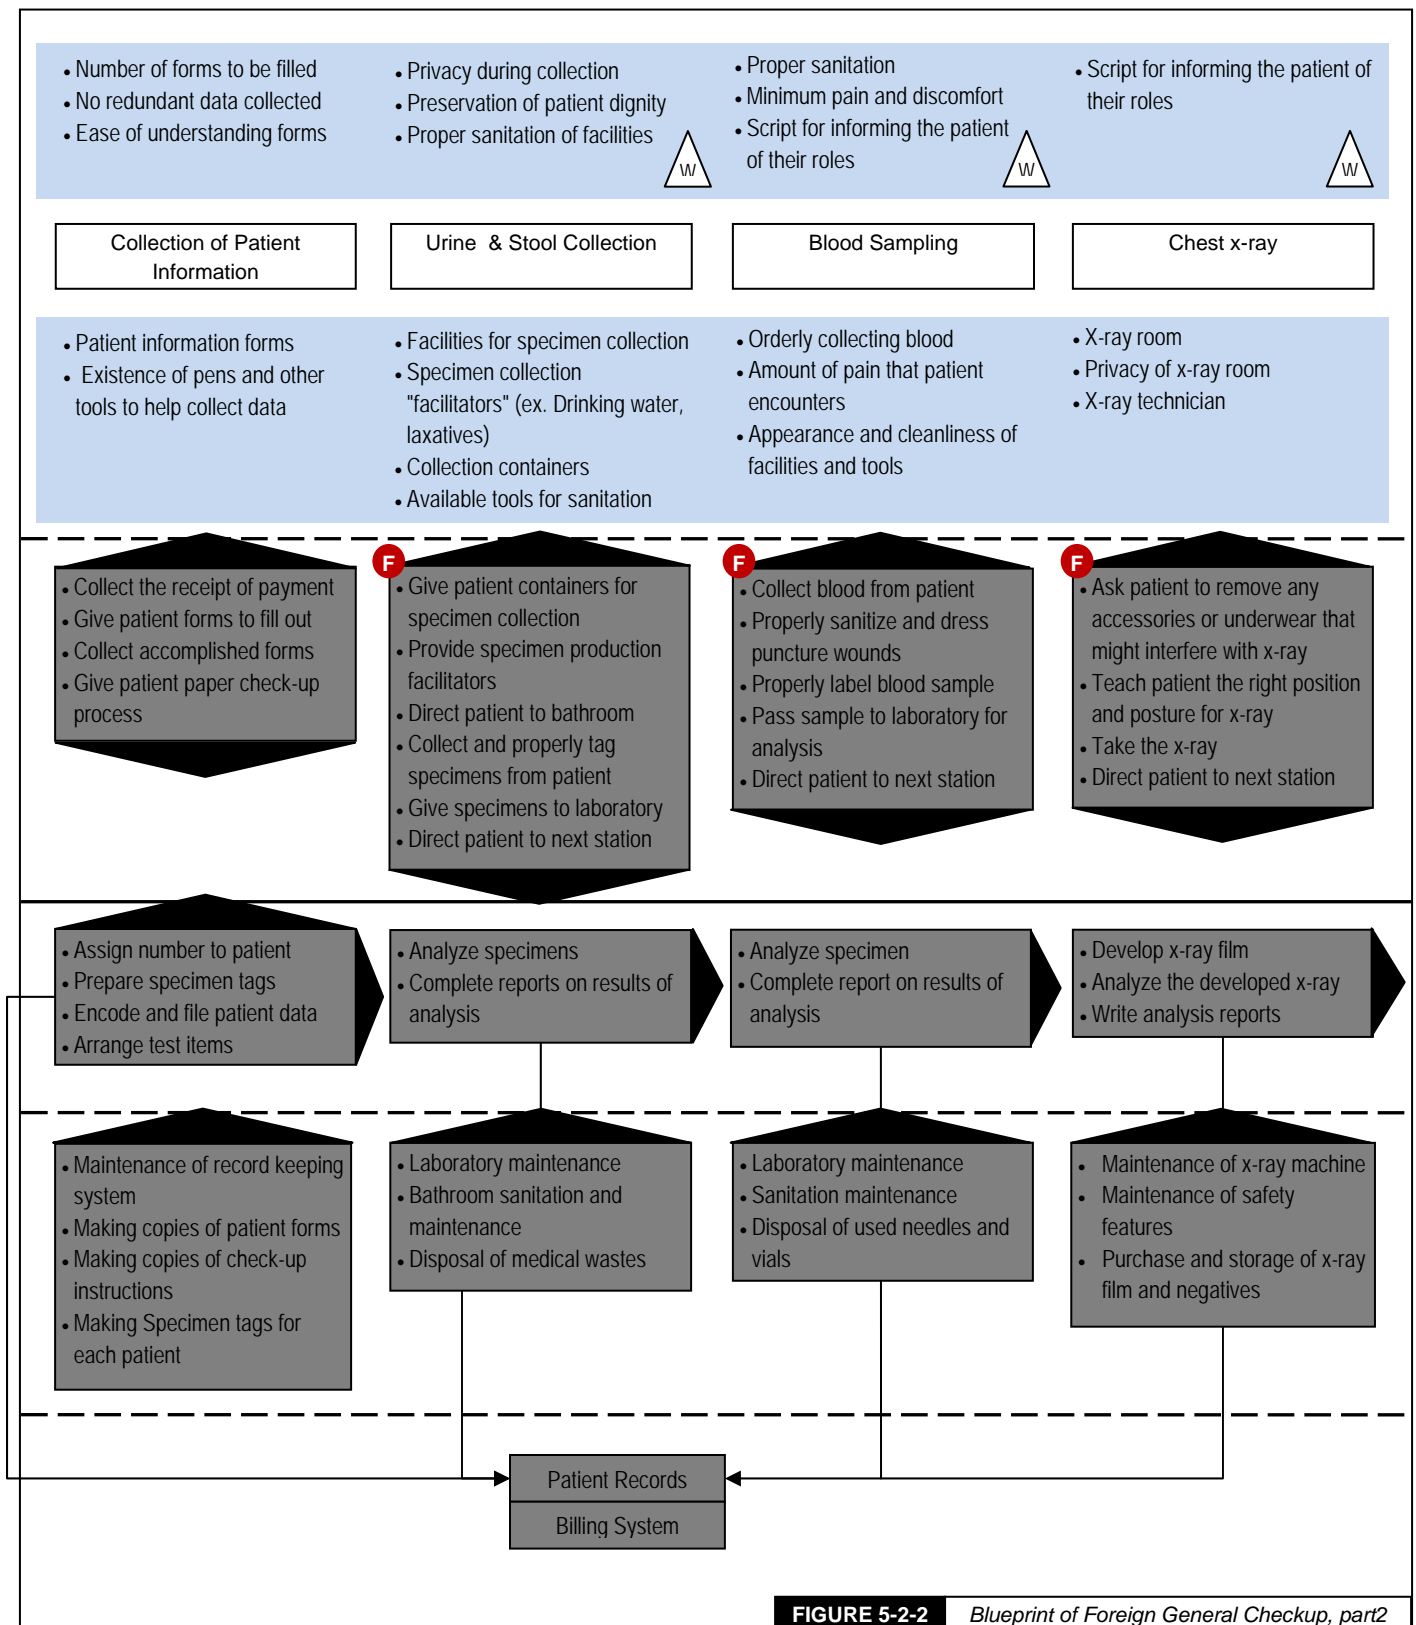 • Number of forms to be filled
• No redundant data collected
• Ease of understanding forms
• Privacy during collection
• Preservation of patient dignity
• Proper sanitation of facilities
W
• Proper sanitation
• Minimum pain and discomfort
• Script for informing the patient
of their roles
W
• Script for informing the patient of
their roles
W
Collection of Patient
Information
Urine & Stool Collection
Blood Sampling
Chest x-ray
• Patient information forms
• Existence of pens and other
tools to help collect data
• Facilities for specimen collection
• Specimen collection
"facilitators" (ex. Drinking water,
laxatives)
• Collection containers
• Available tools for sanitation
• Orderly collecting blood
• Amount of pain that patient
encounters
• Appearance and cleanliness of
facilities and tools
• X-ray room
• Privacy of x-ray room
• X-ray technician
• Collect the receipt of payment
• Give patient forms to fill out
• Collect accomplished forms
• Give patient paper check-up
process
F
• Give patient containers for
specimen collection
• Provide specimen production
facilitators
• Direct patient to bathroom
• Collect and properly tag
specimens from patient
• Give specimens to laboratory
• Direct patient to next station
F
• Collect blood from patient
• Properly sanitize and dress
puncture wounds
• Properly label blood sample
• Pass sample to laboratory for
analysis
• Direct patient to next station
F
• Ask patient to remove any
accessories or underwear that
might interfere with x-ray
• Teach patient the right position
and posture for x-ray
• Take the x-ray
• Direct patient to next station
• Assign number to patient
• Prepare specimen tags
• Encode and file patient data
• Arrange test items
• Analyze specimens
• Complete reports on results of
analysis
• Analyze specimen
• Complete report on results of
analysis
• Develop x-ray film
• Analyze the developed x-ray
• Write analysis reports
• Maintenance of record keeping
system
• Making copies of patient forms
• Making copies of check-up
instructions
• Making Specimen tags for
each patient
• Laboratory maintenance
• Bathroom sanitation and
maintenance
• Disposal of medical wastes
• Laboratory maintenance
• Sanitation maintenance
• Disposal of used needles and
vials
• Maintenance of x-ray machine
• Maintenance of safety
features
• Purchase and storage of x-ray
film and negatives
Patient Records
Billing System
FIGURE 5-2-2 Blueprint of Foreign General Checkup, part2